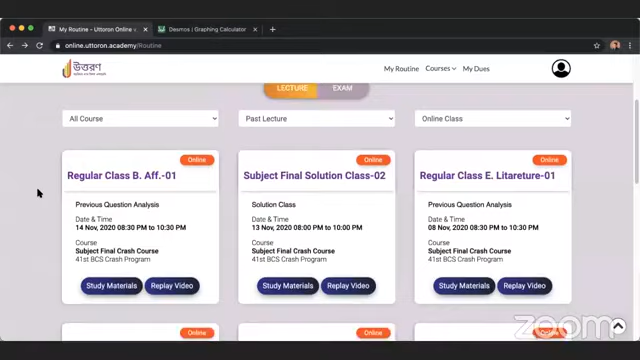 My Routine | Uttoron Online
Desmos | Graphing Calculator
online.uttoron.academy/Routine
উত্তরণ
My Routine
Courses
My Dues
LECTURE
EXAM
All Course
Past Lecture
Online Class
Online
Regular Class B. Aff.-01
Previous Question Analysis
Date & Time
14 Nov, 2020 08:30 PM to 10:30 PM
Course
Subject Final Crash Course
41st BCS Crash Program
Study Materials
Replay Video
Online
Subject Final Solution Class-02
Solution Class
Date & Time
13 Nov, 2020 08:00 PM to 10:00 PM
Course
Subject Final Crash Course
41st BCS Crash Program
Study Materials
Replay Video
Online
Regular Class E. Litareture-01
Previous Question Analysis
Date & Time
08 Nov, 2020 08:30 PM to 10:30 PM
Course
Subject Final Crash Course
41st BCS Crash Program
Study Materials
Replay Video
Online
Online
Online
zoom